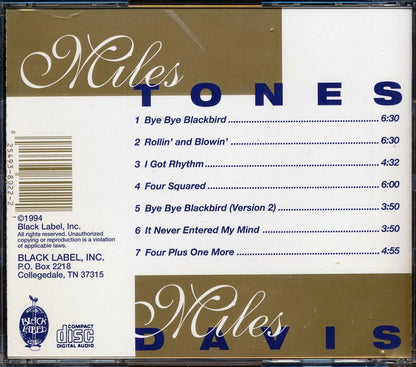 Miles
TONES
1 Bye Bye Blackbird 6:30
2 Rollin' and Blowin' 6:30
3 I Got Rhythm 4:32
4 Four Squared 6:00
5 Bye Bye Blackbird (Version 2) 3:50
6 It Never Entered My Mind 3:50
7 Four Plus One More 4:55
©1994
Black Label, Inc.
All rights reserved. Unauthorized
copying or reproduction is a violation
of applicable laws.
BLACK LABEL, INC.
P.O. Box 2218
Collegedale, TN 37315
BLACK
LABEL
COMPACT
disc
DIGITAL AUDIO
Miles
DAVIS